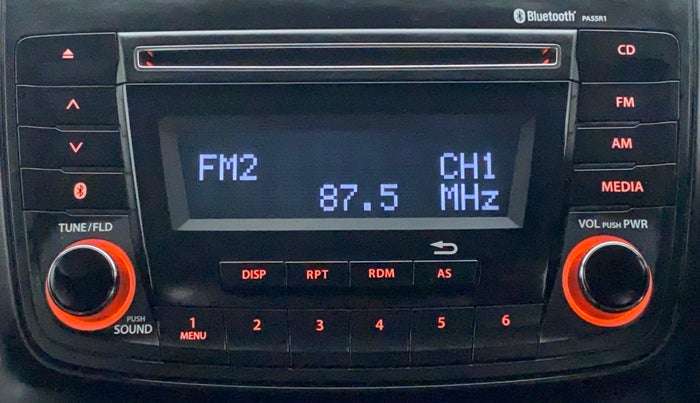 Bluetooth PA55R1
CD
FM
AM
MEDIA
FM2 CH1
87.5 MHz
TUNE/FLD
VOL PUSH PWR
DISP RPT RDM AS
PUSH
SOUND
1 2 3 4 5 6
MENU